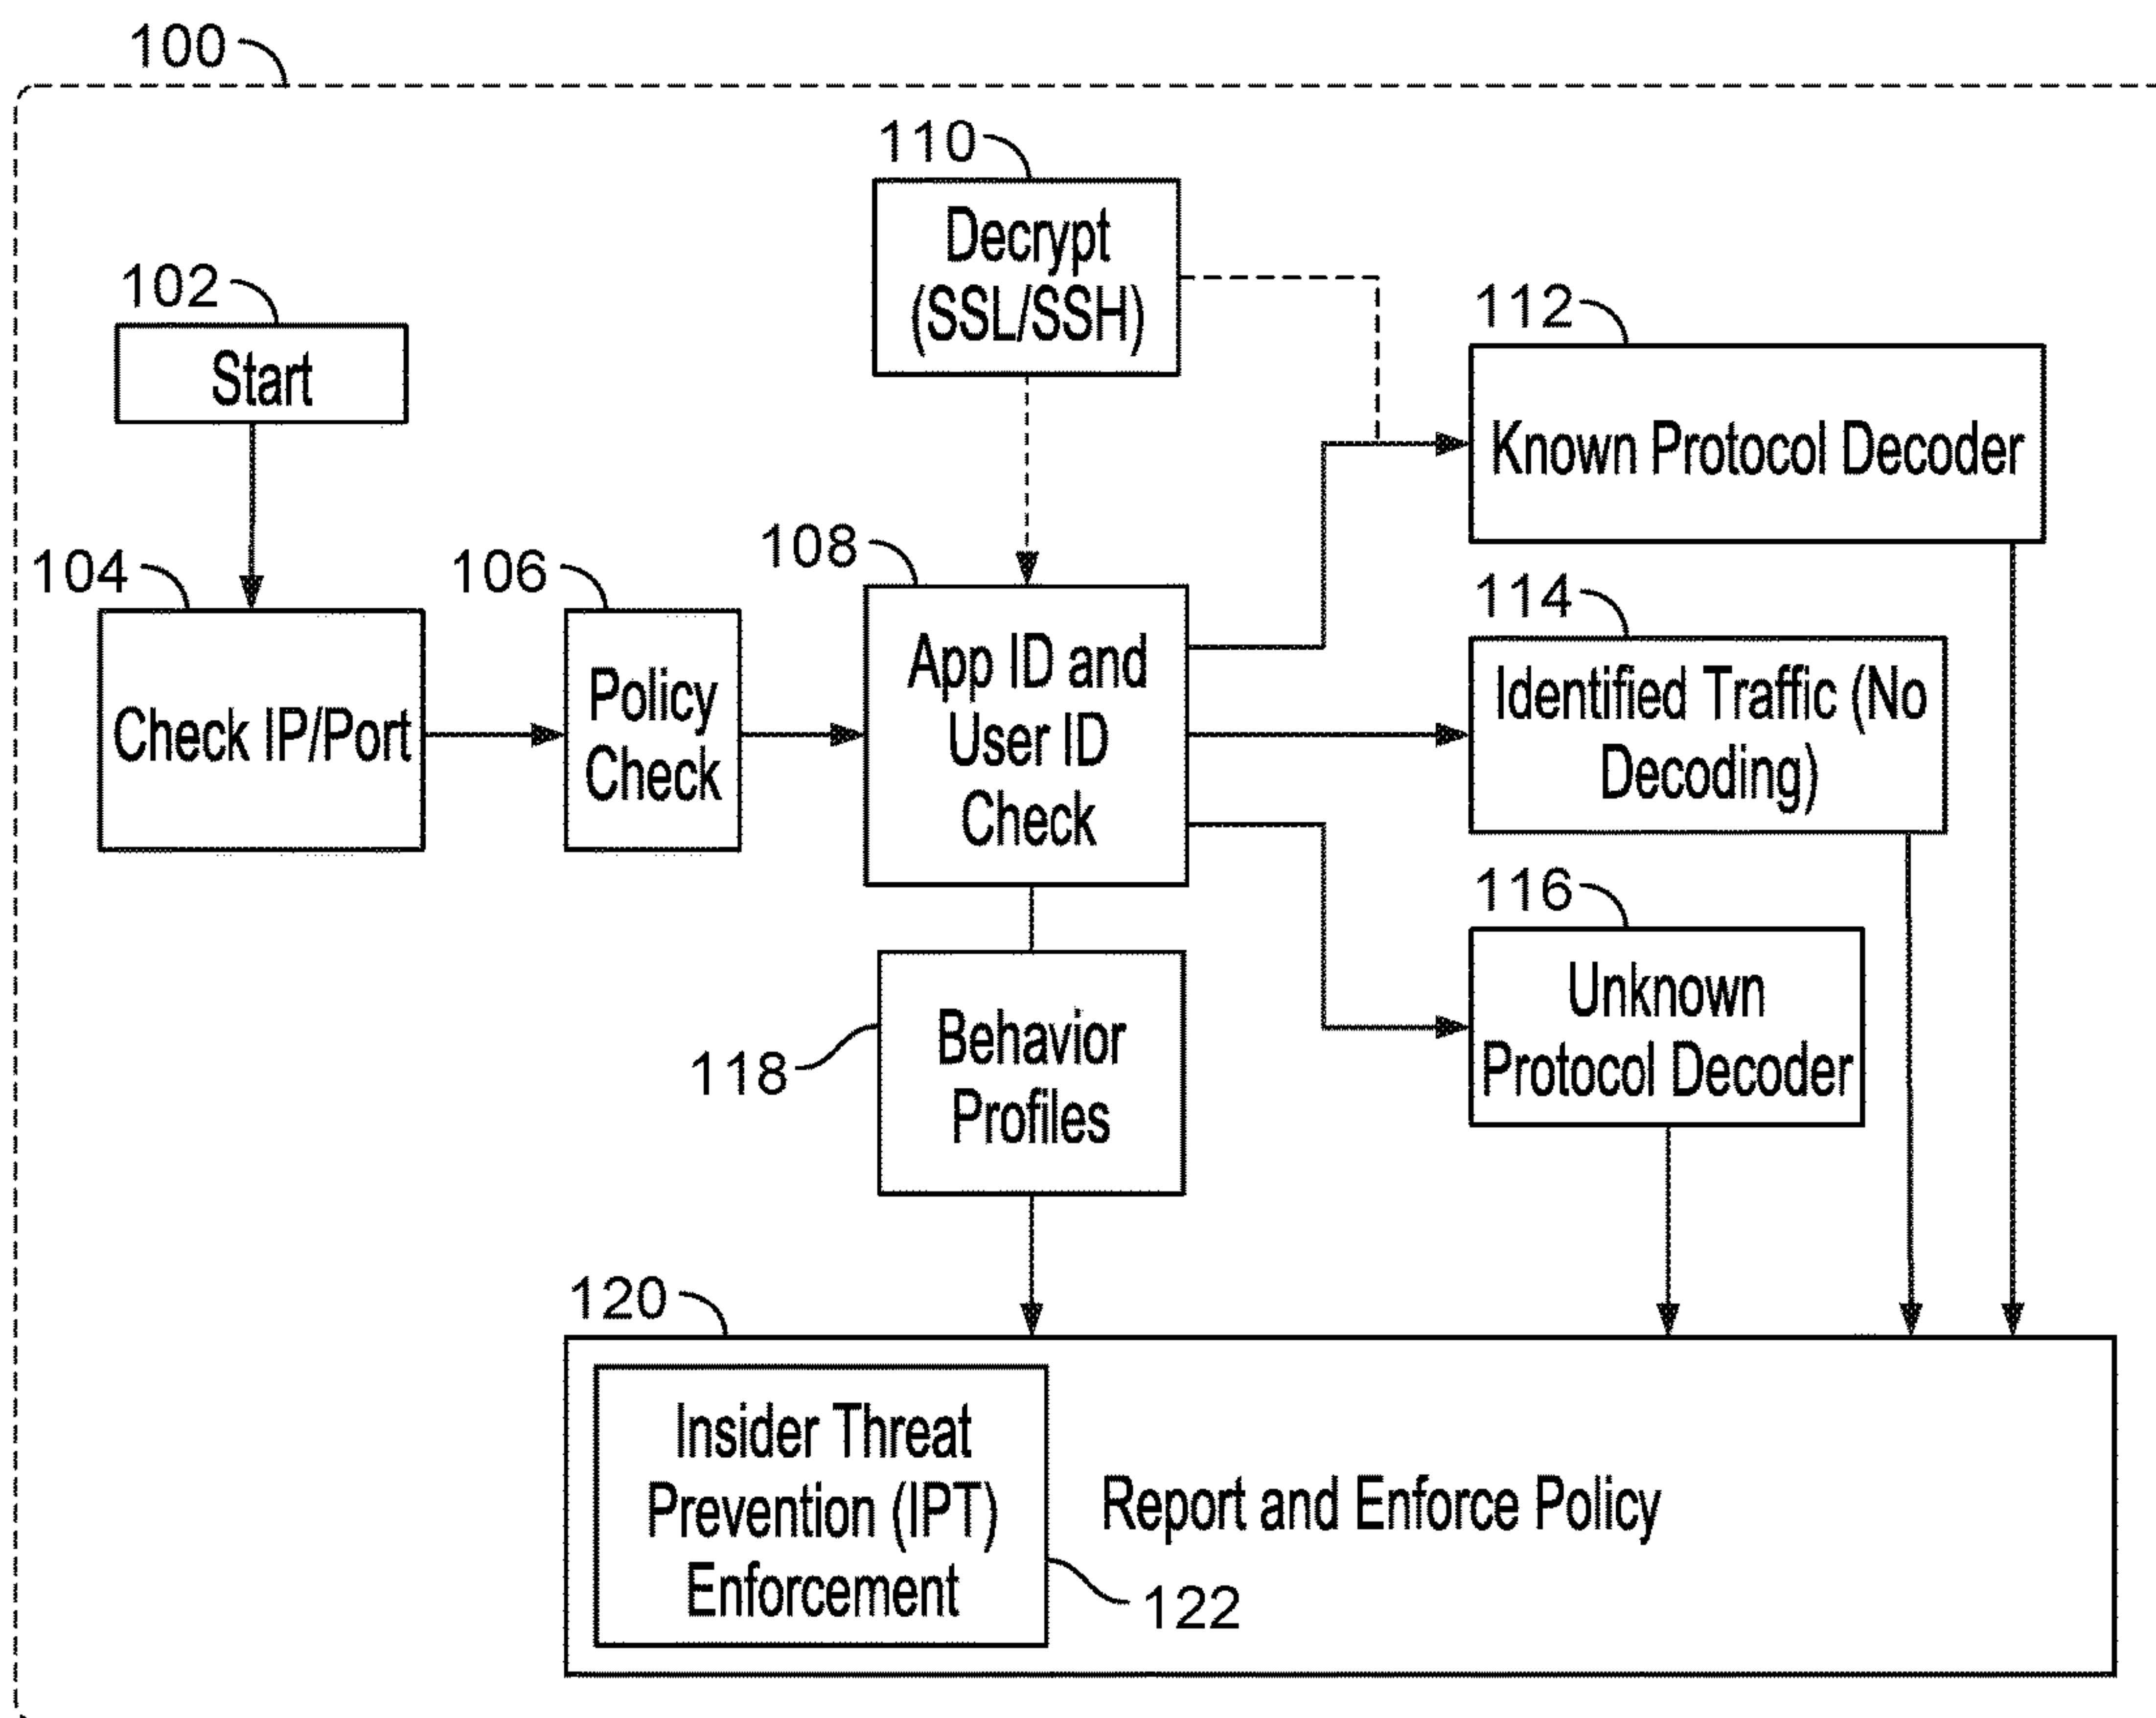 100
110
Decrypt
(SSL/SSH)
102
Start
112
Known Protocol Decoder
104
Check IP/Port
106
Policy
Check
108
App ID and
User ID
Check
114
Identified Traffic (No
Decoding)
116
Unknown
Protocol Decoder
118
Behavior
Profiles
120
Insider Threat
Prevention (IPT)
Enforcement
122
Report and Enforce Policy